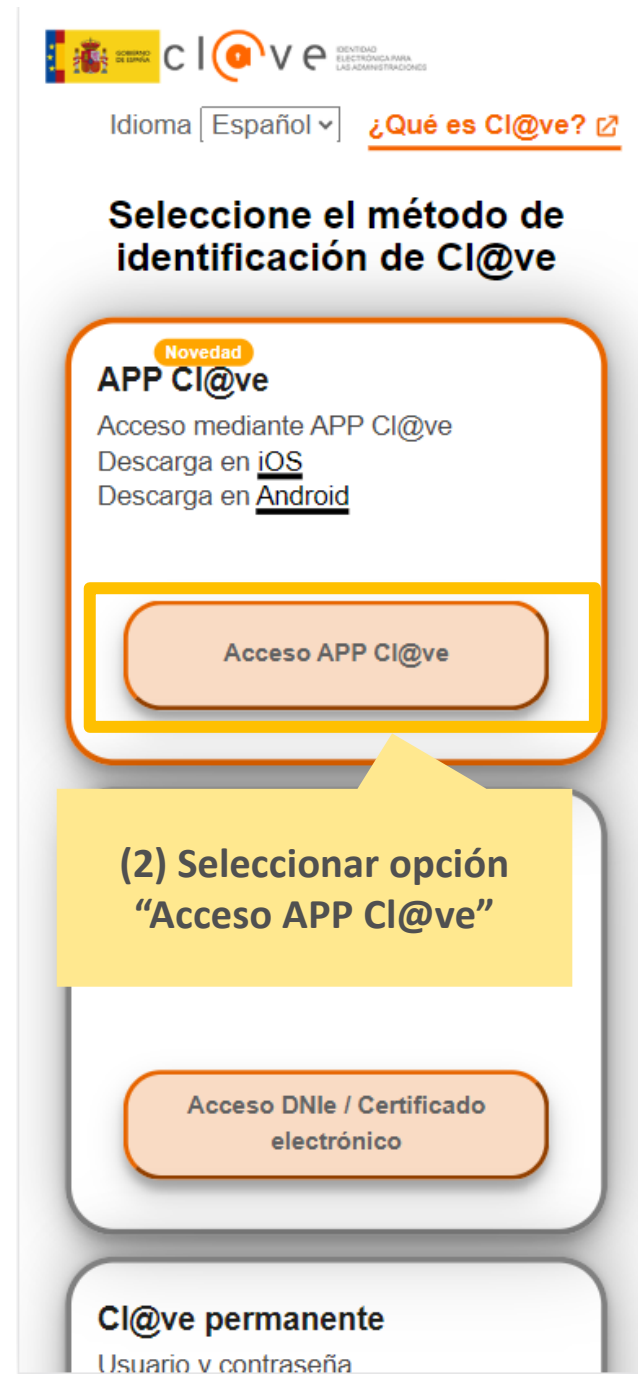 GOBIERNO
DE ESPAÑA
cl@ve
IDENTIDAD
ELECTRÓNICA PARA
LAS ADMINISTRACIONES
Idioma Español ¿Qué es Cl@ve?
Seleccione el método de
identificación de Cl@ve
Novedad
APP Cl@ve
Acceso mediante APP Cl@ve
Descarga en iOS
Descarga en Android
Acceso APP Cl@ve
(2) Seleccionar opción
“Acceso APP Cl@ve”
Acceso DNIe / Certificado
electrónico
Cl@ve permanente
Usuario y contraseña